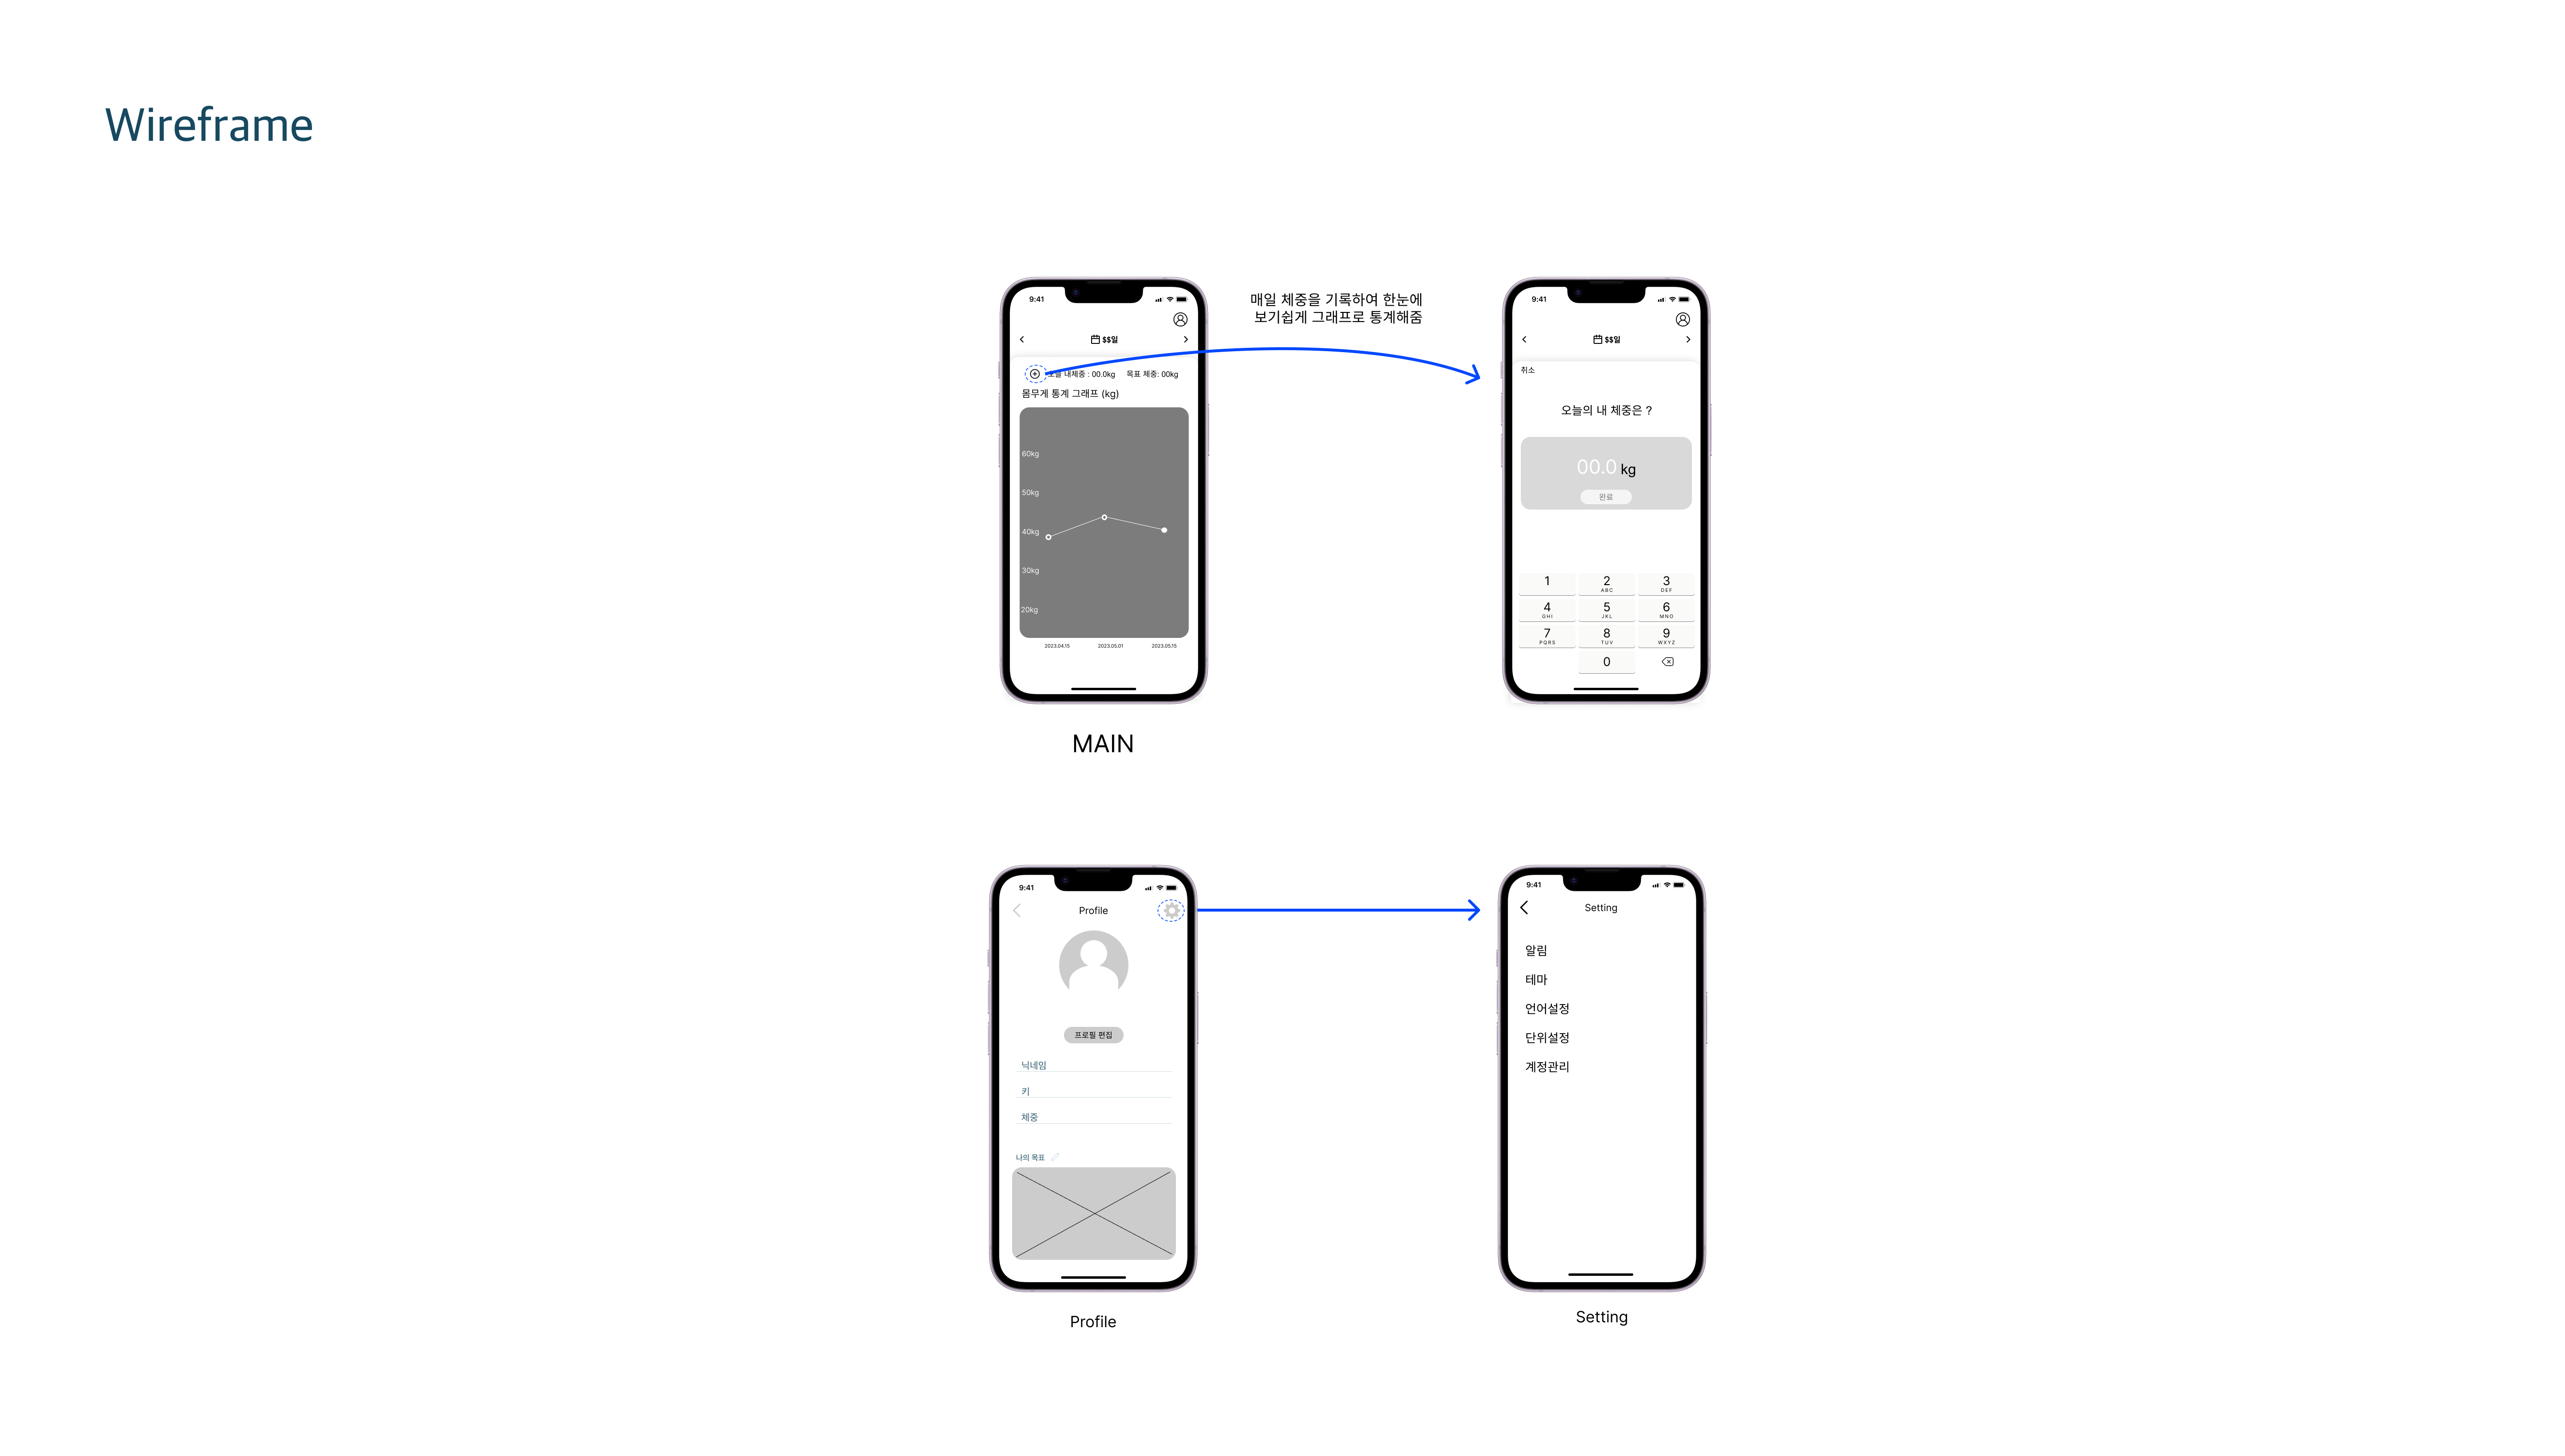 Wireframe
9:41
$$일
오늘 내체중 : 00.0kg 목표 체중: 00kg
몸무게 통계 그래프 (kg)
60kg
50kg
40kg
30kg
20kg
2023.04.15 2023.05.01 2023.05.15
MAIN
매일 체중을 기록하여 한눈에
보기쉽게 그래프로 통계해줌
9:41
$$일
취소
오늘의 내 체중은 ?
00.0 kg
완료
1 2 3
ABC DEF
4 5 6
GHI JKL MNO
7 8 9
PQRS TUV WXYZ
0
9:41
Profile
프로필 편집
닉네임
키
체중
나의 목표
Profile
9:41
Setting
알림
테마
언어설정
단위설정
계정관리
Setting